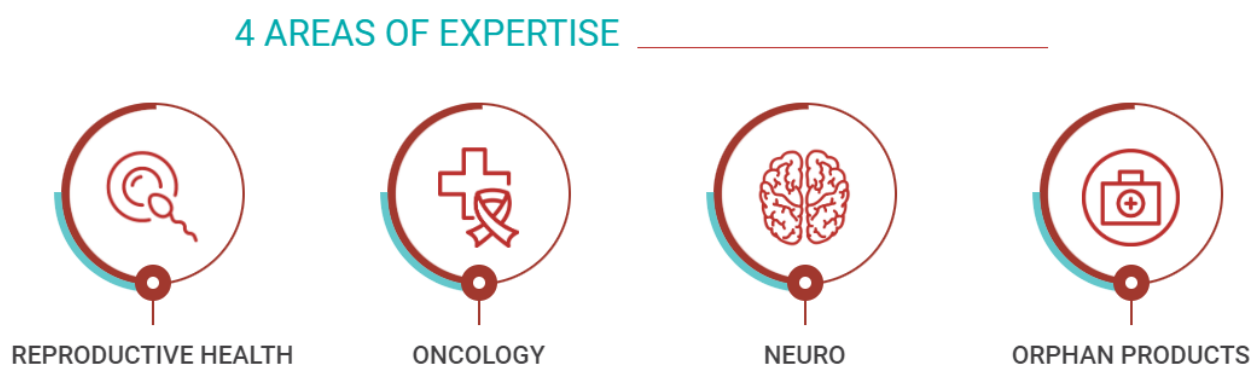 4 AREAS OF EXPERTISE
REPRODUCTIVE HEALTH
ONCOLOGY
NEURO
ORPHAN PRODUCTS